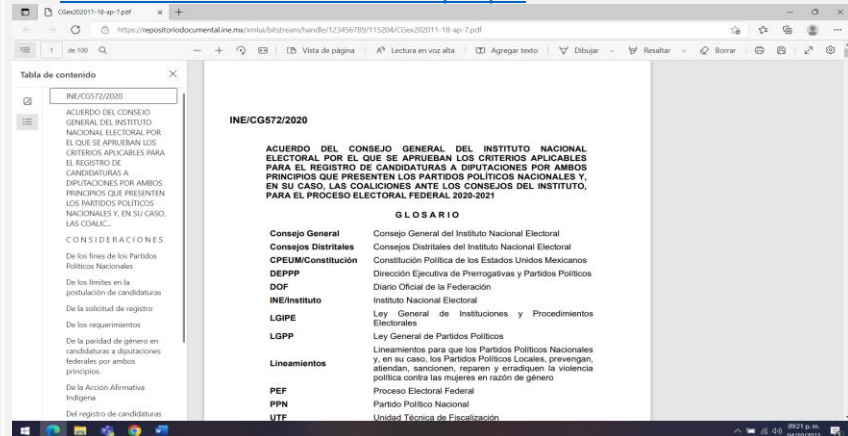 CGex202011-18-ap-7.pdf
https://repositoriodocumental.ine.mx/xmlui/bitstream/handle/123456789/115204/CGex202011-18-ap-7.pdf
1 de 100
Vista de página
Lectura en voz alta
Agregar texto
Dibujar
Resaltar
Borrar
Tabla de contenido
INE/CG572/2020
ACUERDO DEL CONSEJO
GENERAL DEL INSTITUTO
NACIONAL ELECTORAL POR
EL QUE SE APRUEBAN LOS
CRITERIOS APLICABLES PARA
EL REGISTRO DE
CANDIDATURAS A
DIPUTACIONES POR AMBOS
PRINCIPIOS QUE PRESENTEN
LOS PARTIDOS POLÍTICOS
NACIONALES Y, EN SU CASO,
LAS COALIC...
C O N S I D E R A C I O N E S
De los fines de los Partidos
Políticos Nacionales
De los límites en la
postulación de candidaturas
De la solicitud de registro
De los requerimientos
De la paridad de género en
candidaturas a diputaciones
federales por ambos
principios.
De la Acción Afirmativa
Indígena
Del registro de candidaturas
INE/CG572/2020
ACUERDO DEL CONSEJO GENERAL DEL INSTITUTO NACIONAL
ELECTORAL POR EL QUE SE APRUEBAN LOS CRITERIOS APLICABLES
PARA EL REGISTRO DE CANDIDATURAS A DIPUTACIONES POR AMBOS
PRINCIPIOS QUE PRESENTEN LOS PARTIDOS POLÍTICOS NACIONALES Y,
EN SU CASO, LAS COALICIONES ANTE LOS CONSEJOS DEL INSTITUTO,
PARA EL PROCESO ELECTORAL FEDERAL 2020-2021
G L O S A R I O
Consejo General Consejo General del Instituto Nacional Electoral
Consejos Distritales Consejos Distritales del Instituto Nacional Electoral
CPEUM/Constitución Constitución Política de los Estados Unidos Mexicanos
DEPPP Dirección Ejecutiva de Prerrogativas y Partidos Políticos
DOF Diario Oficial de la Federación
INE/Instituto Instituto Nacional Electoral
LGIPE Ley General de Instituciones y Procedimientos
Electorales
LGPP Ley General de Partidos Políticos
Lineamientos Lineamientos para que los Partidos Políticos Nacionales
y, en su caso, los Partidos Políticos Locales, prevengan,
atiendan, sancionen, reparen y erradiquen la violencia
política contra las mujeres en razón de género
PEF Proceso Electoral Federal
PPN Partido Político Nacional
UTF Unidad Técnica de Fiscalización
09:21 p. m.
04/10/2022